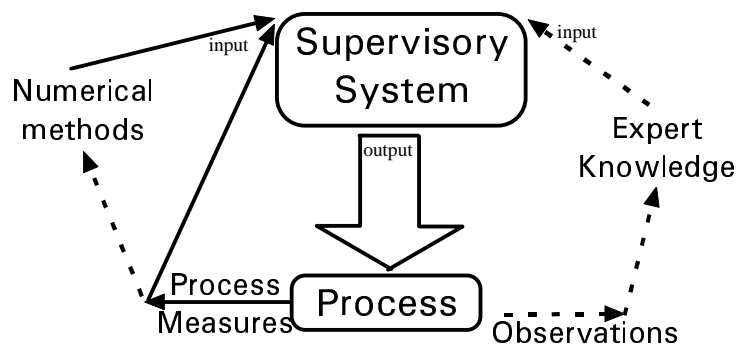 Supervisory
System
input
input
Numerical
methods
output
Expert
Knowledge
Process
Measures
Process
Observations